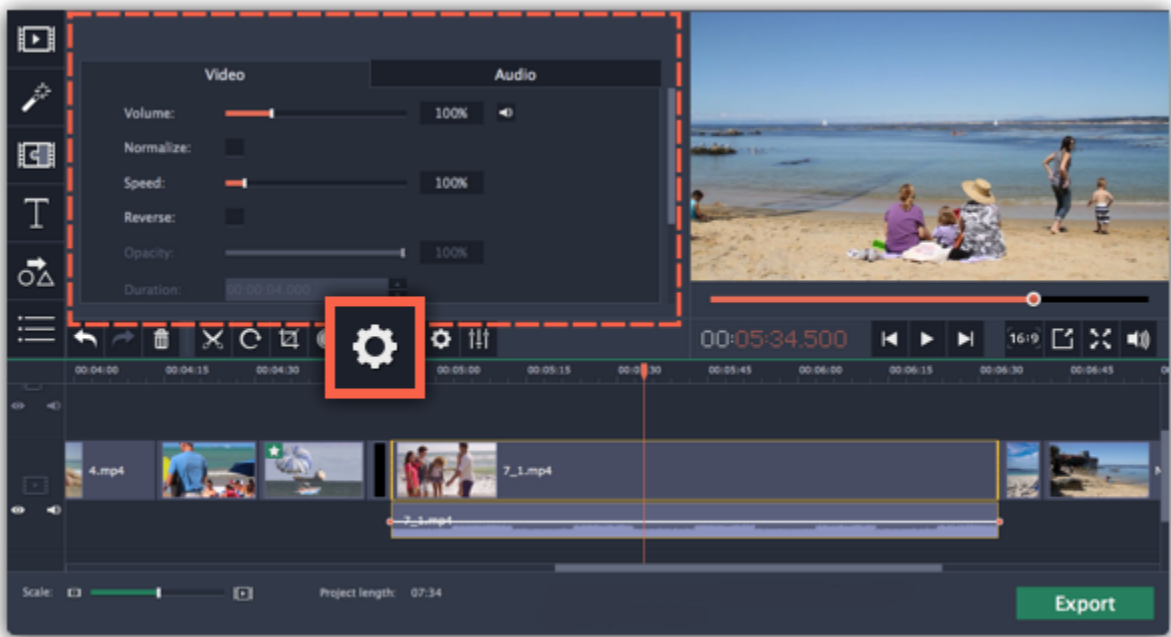 Video
Audio
Volume:
100%
Normalize:
Speed:
100%
Reverse:
Opacity:
100%
Duration:
00:00:04.000
T
00:05:34.500
16:9
00:04:00
00:04:15
00:04:30
00:05:00
00:05:15
00:05:45
00:06:00
00:06:15
00:06:30
00:06:45
4.mp4
7_1.mp4
7_1.mp4
Scale:
Project length: 07:34
Export